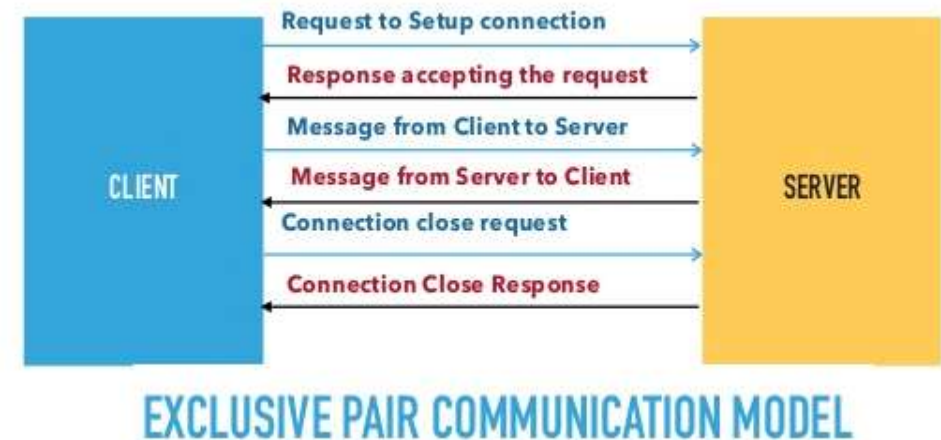 Request to Setup connection
Response accepting the request
Message from Client to Server
CLIENT
Message from Server to Client
SERVER
Connection close request
Connection Close Response
EXCLUSIVE PAIR COMMUNICATION MODEL